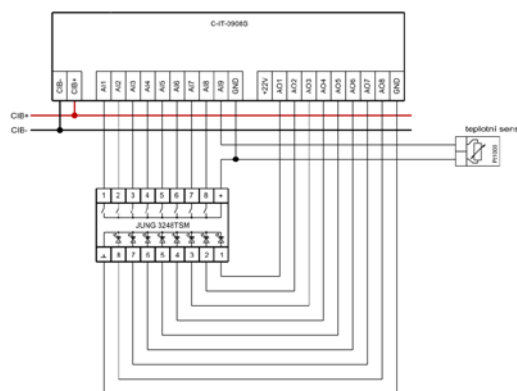 C-IT-0908S
CIB- CIB+ AI1 AI2 AI3 AI4 AI5 AI6 AI7 AI8 AI9 GND +22V AO1 AO2 AO3 AO4 AO5 AO6 AO7 AO8 GND
CIB+
CIB-
teplotní sens
Pt1000
1 2 3 4 5 6 7 8 +
JUNG 3248TSM
8 7 6 5 4 3 2 1